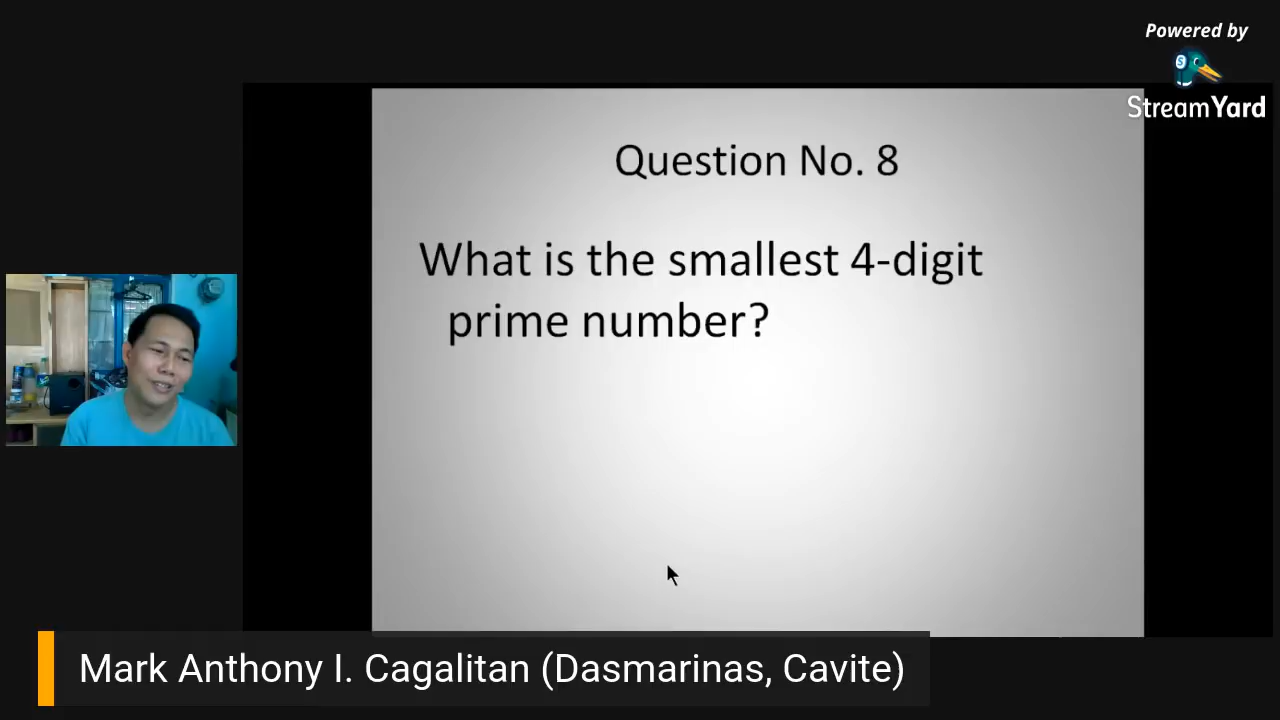 Powered by
StreamYard
Question No. 8
What is the smallest 4-digit
prime number?
Mark Anthony I. Cagalitan (Dasmarinas, Cavite)